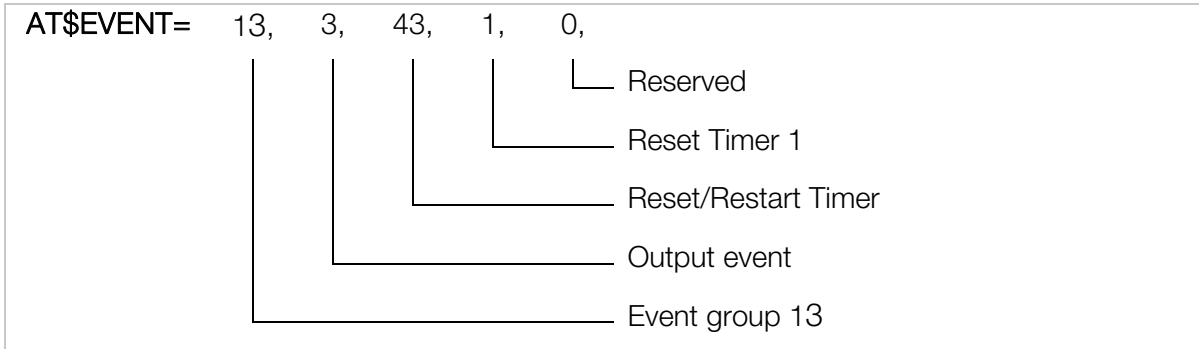 AT$EVENT= 13, 3, 43, 1, 0,
Reserved
Reset Timer 1
Reset/Restart Timer
Output event
Event group 13